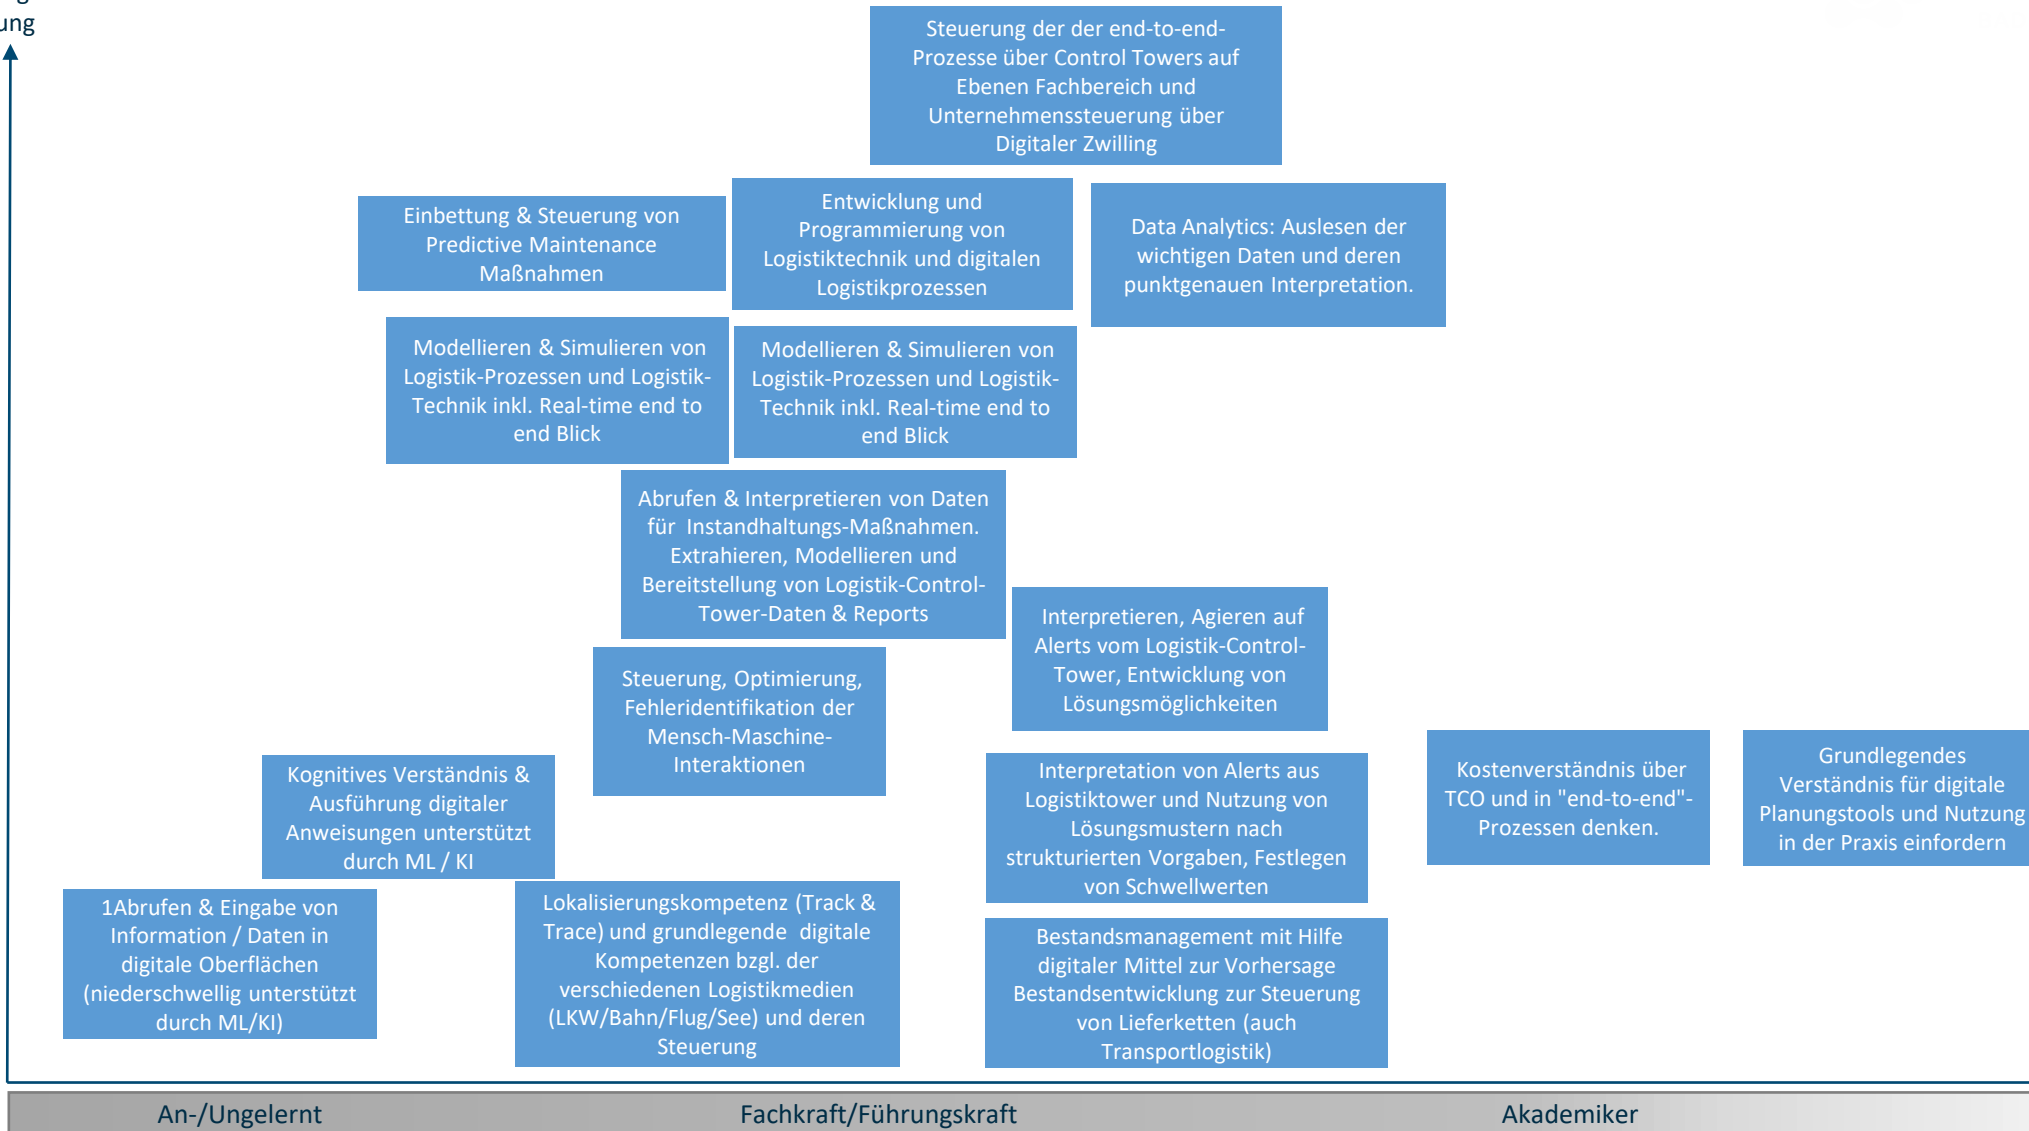 ung
Steuerung der der end-to-end-
Prozesse über Control Towers auf
Ebenen Fachbereich und
Unternehmenssteuerung über
Digitaler Zwilling
Einbettung & Steuerung von
Predictive Maintenance
Maßnahmen
Entwicklung und
Programmierung von
Logistiktechnik und digitalen
Logistikprozessen
Data Analytics: Auslesen der
wichtigen Daten und deren
punktgenauen Interpretation.
Modellieren & Simulieren von
Logistik-Prozessen und Logistik-
Technik inkl. Real-time end to
end Blick
Modellieren & Simulieren von
Logistik-Prozessen und Logistik-
Technik inkl. Real-time end to
end Blick
Abrufen & Interpretieren von Daten
für Instandhaltungs-Maßnahmen.
Extrahieren, Modellieren und
Bereitstellung von Logistik-Control-
Tower-Daten & Reports
Interpretieren, Agieren auf
Alerts vom Logistik-Control-
Tower, Entwicklung von
Lösungsmöglichkeiten
Steuerung, Optimierung,
Fehleridentifikation der
Mensch-Maschine-
Interaktionen
Kognitives Verständnis &
Ausführung digitaler
Anweisungen unterstützt
durch ML / KI
Interpretation von Alerts aus
Logistiktower und Nutzung von
Lösungsmustern nach
strukturierten Vorgaben, Festlegen
von Schwellwerten
Kostenverständnis über
TCO und in "end-to-end"-
Prozessen denken.
Grundlegendes
Verständnis für digitale
Planungstools und Nutzung
in der Praxis einfordern
1Abrufen & Eingabe von
Information / Daten in
digitale Oberflächen
(niederschwellig unterstützt
durch ML/KI)
Lokalisierungskompetenz (Track &
Trace) und grundlegende digitale
Kompetenzen bzgl. der
verschiedenen Logistikmedien
(LKW/Bahn/Flug/See) und deren
Steuerung
Bestandsmanagement mit Hilfe
digitaler Mittel zur Vorhersage
Bestandsentwicklung zur Steuerung
von Lieferketten (auch
Transportlogistik)
An-/Ungelernt
Fachkraft/Führungskraft
Akademiker